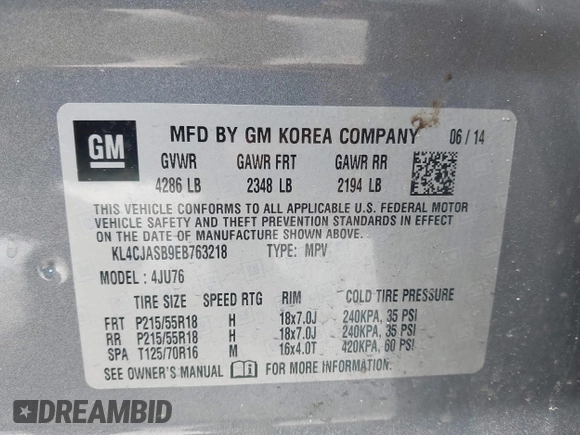 GM
MFD BY GM KOREA COMPANY 06/14
GVWR GAWR FRT GAWR RR
4286 LB 2348 LB 2194 LB
THIS VEHICLE CONFORMS TO ALL APPLICABLE U.S. FEDERAL MOTOR
VEHICLE SAFETY AND THEFT PREVENTION STANDARDS IN EFFECT
ON THE DATE OF MANUFACTURE SHOWN ABOVE.
KL4CJASB9EB763218 TYPE: MPV
MODEL: 4JU76
TIRE SIZE SPEED RTG RIM COLD TIRE PRESSURE
FRT P215/55R18 H 18x7.0J 240KPA, 35 PSI
RR P215/55R18 H 18x7.0J 240KPA, 35 PSI
SPA T125/70R16 M 16x4.0T 420KPA, 60 PSI
SEE OWNER'S MANUAL FOR MORE INFORMATION.
DREAMBID